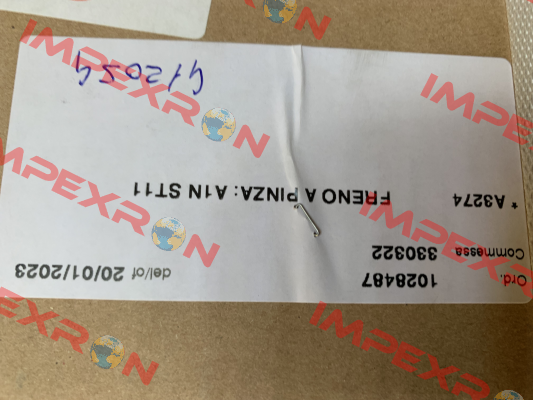 Ord. 1028487 del/of 20/01/2023
Commessa 330322
* A3274 FRENO A PINZA: A1N ST11
IMPEXRON
IMPEXRON
IMPEXRON
IMPEXRON
IMPEXRON
IMPEXRON